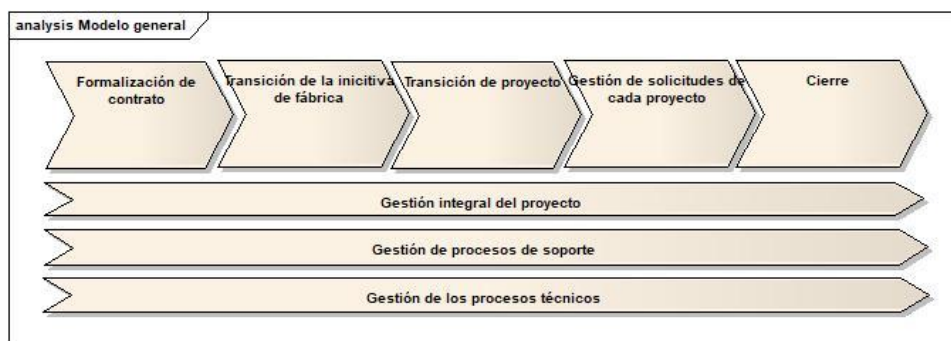 analysis Modelo general
Formalización de
contrato
Transición de la inicitiva
de fábrica
Transición de proyecto
Gestión de solicitudes de
cada proyecto
Cierre
Gestión integral del proyecto
Gestión de procesos de soporte
Gestión de los procesos técnicos